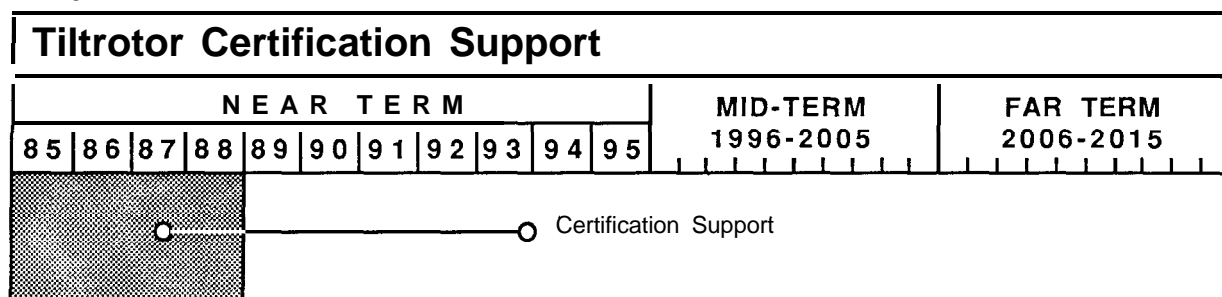 Tiltrotor Certification Support
NEAR TERM
MID-TERM
FAR TERM
85 86 87 88 89 90 91 92 93 94 95
1996-2005
2006-2015
Certification Support